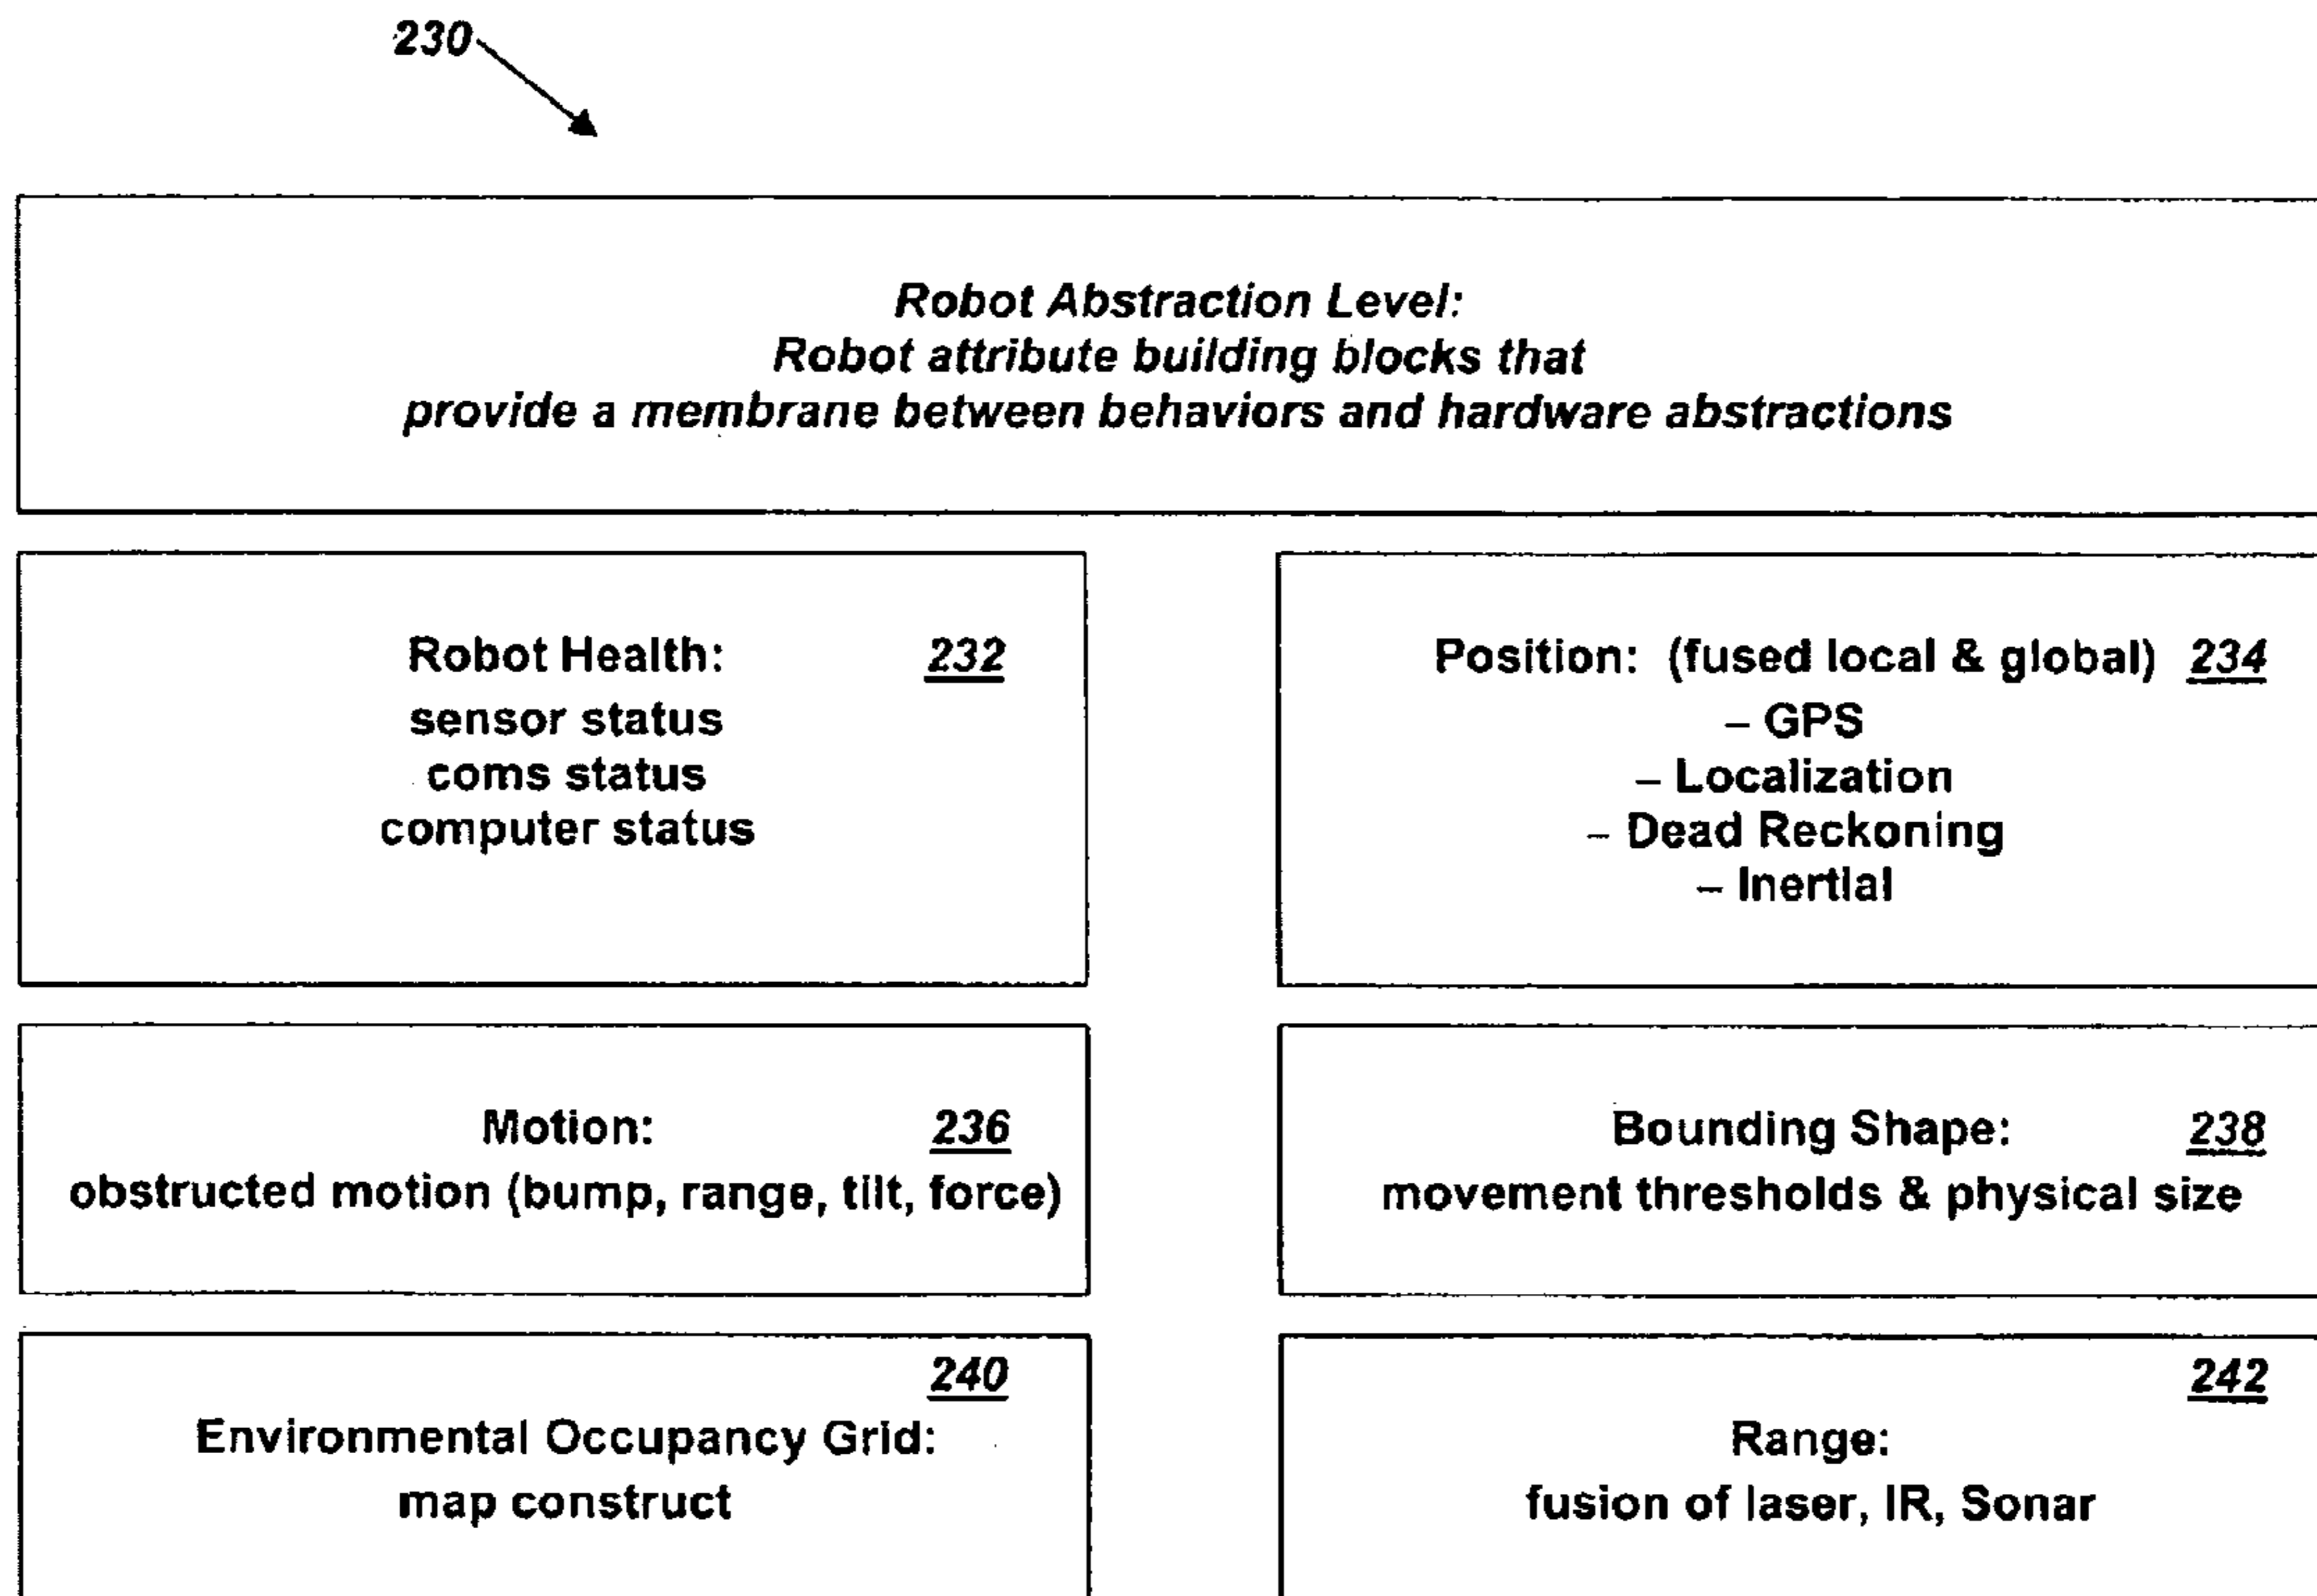 230
Robot Abstraction Level:
Robot attribute building blocks that
provide a membrane between behaviors and hardware abstractions
Robot Health: 232
sensor status
coms status
computer status
Position: (fused local & global) 234
– GPS
– Localization
– Dead Reckoning
– Inertial
Motion: 236
obstructed motion (bump, range, tilt, force)
Bounding Shape: 238
movement thresholds & physical size
240
Environmental Occupancy Grid:
map construct
242
Range:
fusion of laser, IR, Sonar